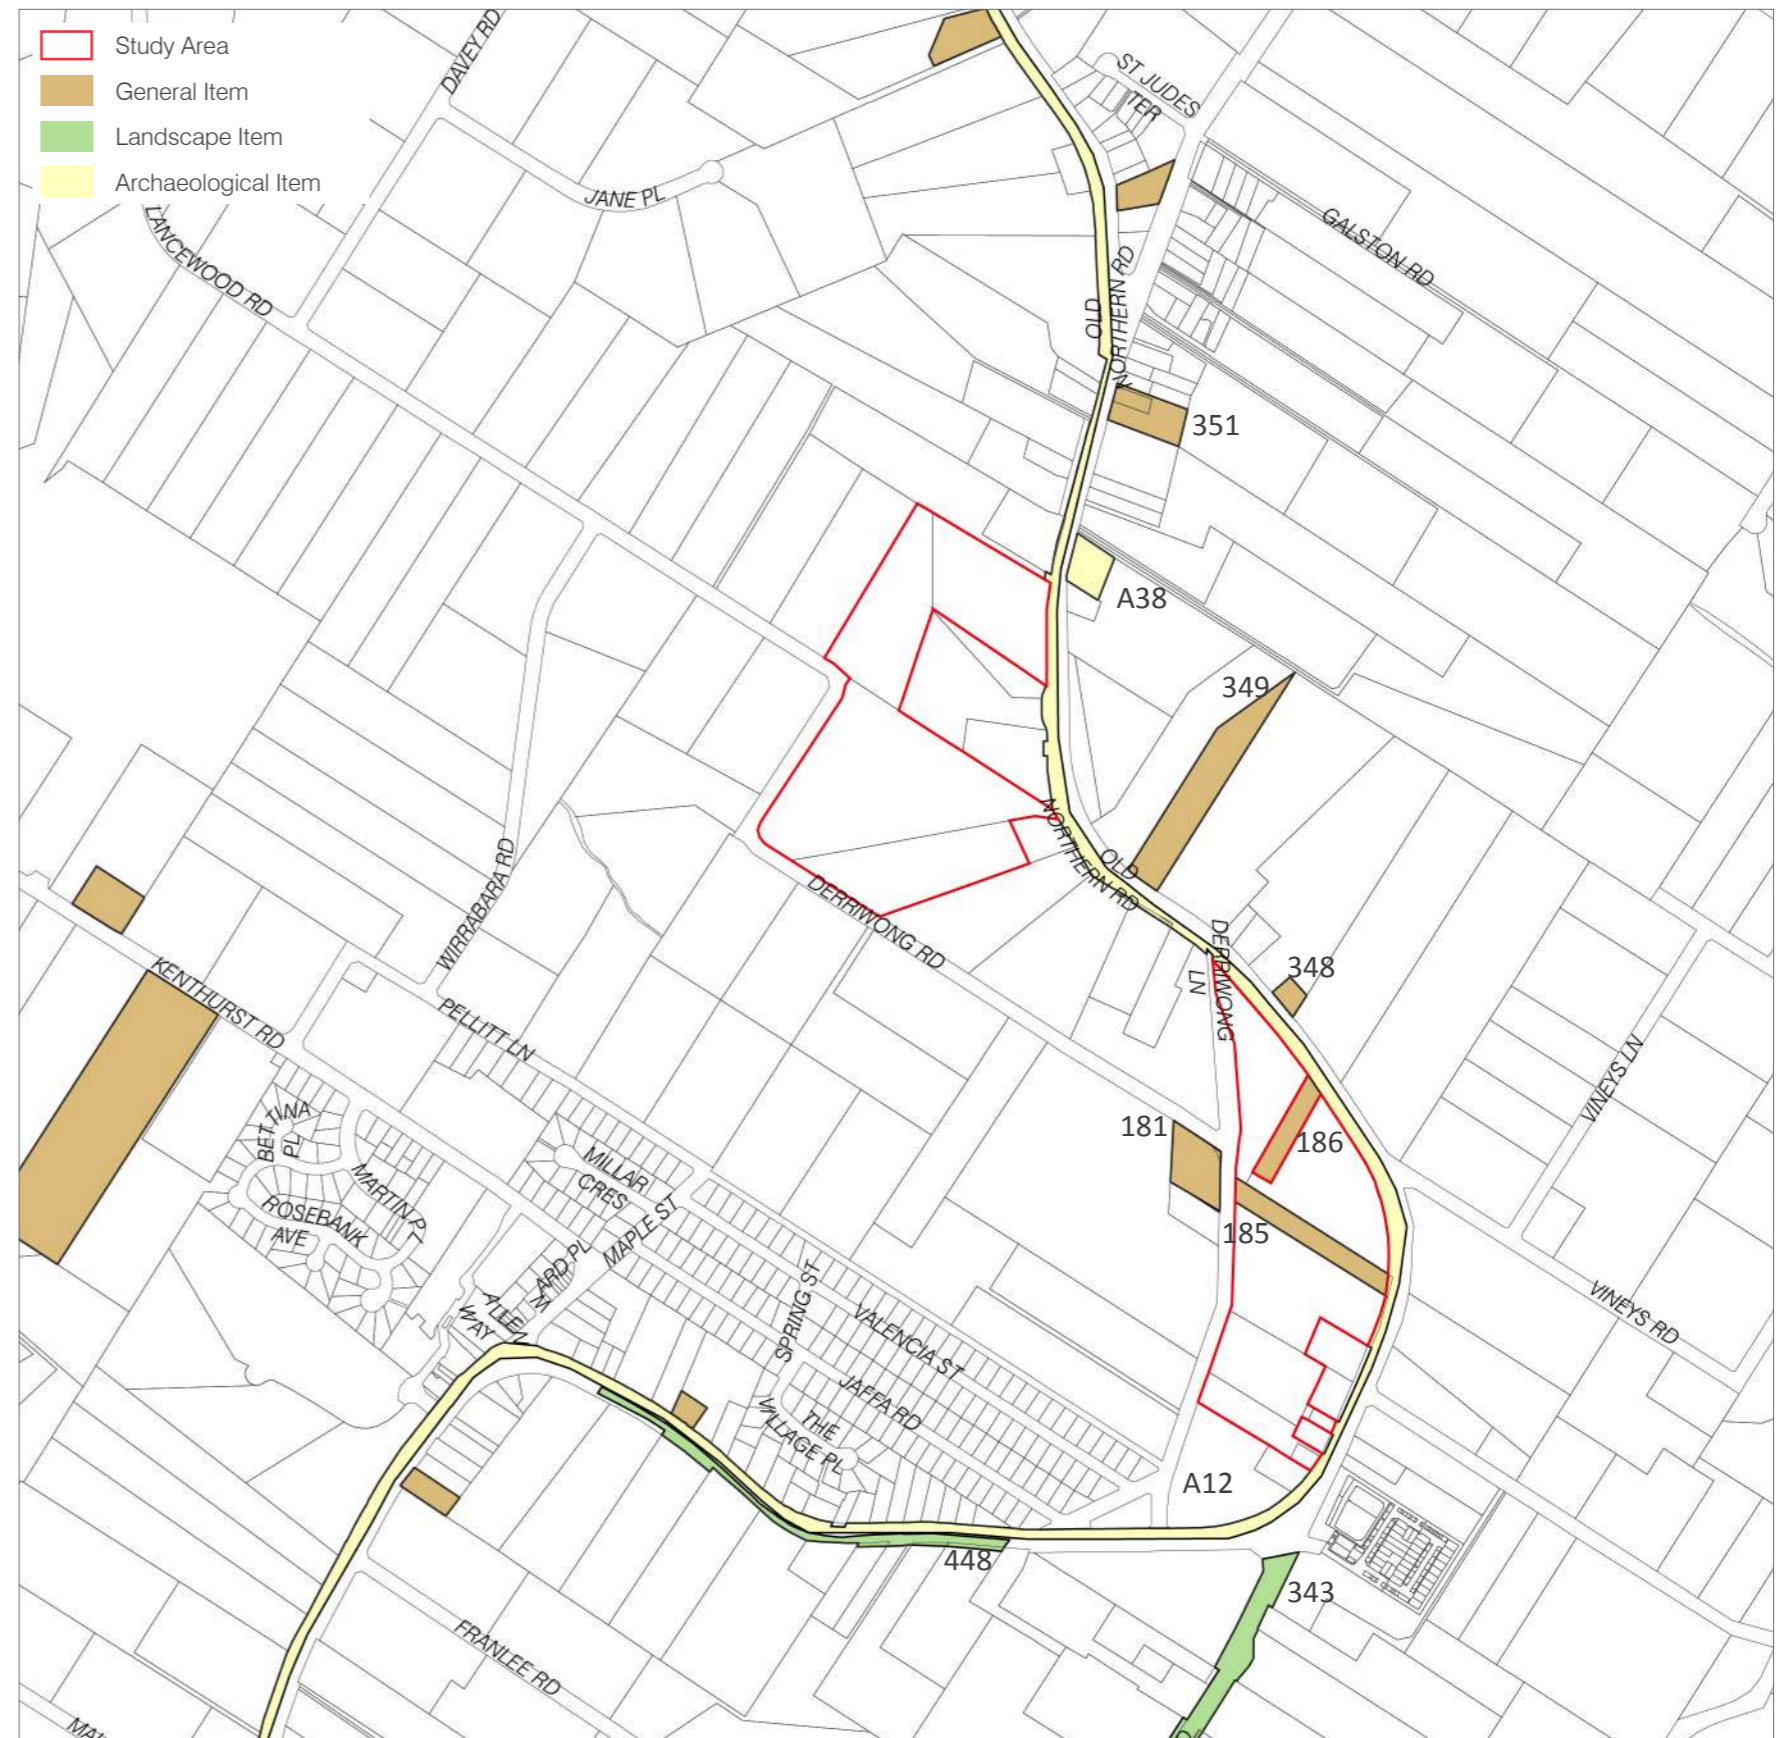 Study Area
General Item
Landscape Item
Archaeological Item
DAVEY RD
ST JUDES
TER
JANE PL
LANCEWOOD RD
GALSTON RD
OLD
NORTHERN RD
351
A38
349
NORTHERN RD
OLD
WIRRABARA RD
DERRIWONG RD
DERRIWONG
LN
348
KENTHURST RD
PELLITT LN
VINEYS LN
BETTINA
PL
181
186
MILLAR
CRES
MARTIN PL
MAPLE ST
ROSEBANK
AVE
185
ARD PL
SPRING ST
VALENCIA ST
VINEYS RD
ALLEN
WAY
M
JAFFA RD
THE
VILLAGE PL
A12
448
343
FRANLEE RD